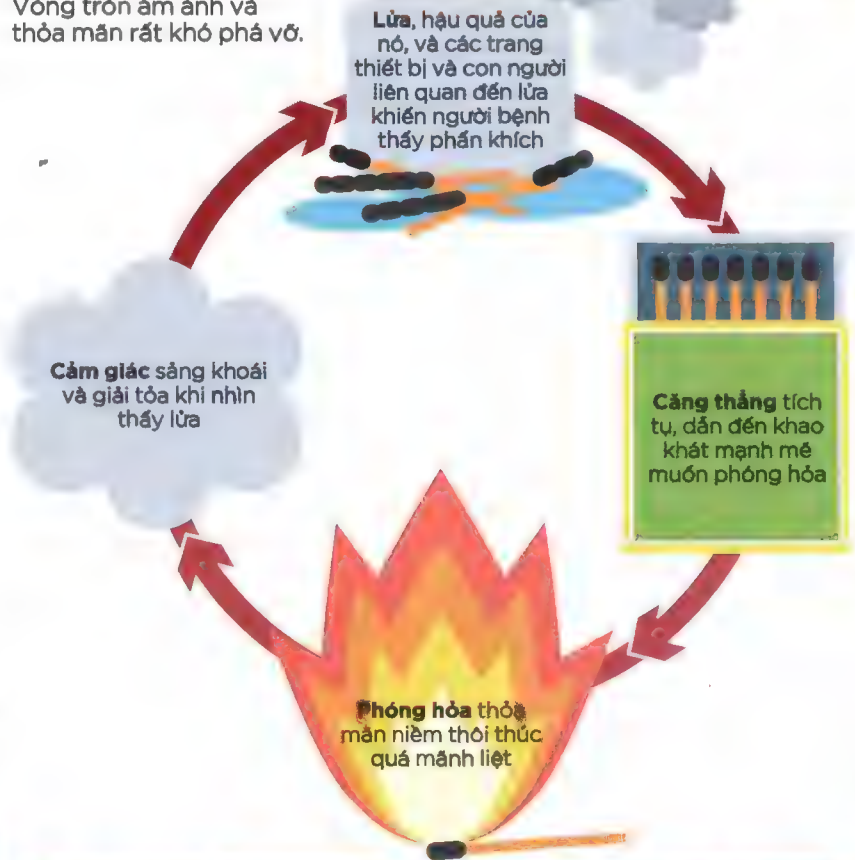 Vòng tròn ám ảnh và
thỏa mãn rất khó phá vỡ.
Lửa, hậu quả của
nó, và các trang
thiết bị và con người
liên quan đến lửa
khiến người bệnh
thấy phấn khích
Căng thẳng tích
tụ, dẫn đến khao
khát mạnh mẽ
muốn phóng hỏa
Phóng hỏa thỏa
mãn niềm thôi thúc
quá mãnh liệt
Cảm giác sảng khoái
và giải tỏa khi nhìn
thấy lửa